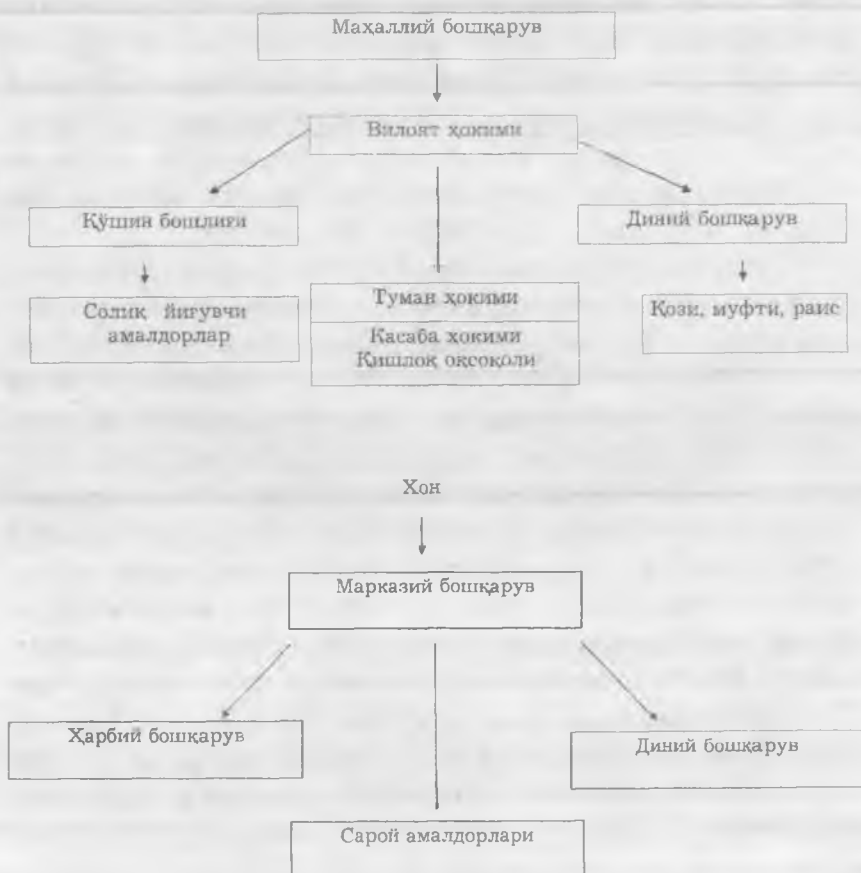 Маҳаллий бошқарув
Вилоят ҳокими
Қўшин бошлиғи
Диний бошқарув
Солиқ йиғувчи
амалдорлар
Туман ҳокими
Касаба ҳокими
Қишлоқ оқсоқоли
Қози, муфти, раис
Хон
Марказий бошқарув
Ҳарбий бошқарув
Диний бошқарув
Сарой амалдорлари